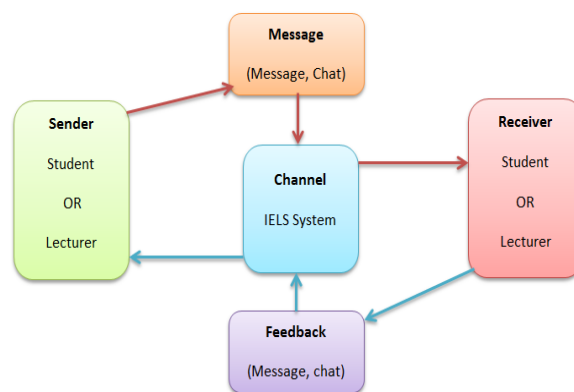 Message
(Message, Chat)
Sender
Student
OR
Lecturer
Channel
IELS System
Receiver
Student
OR
Lecturer
Feedback
(Message, chat)